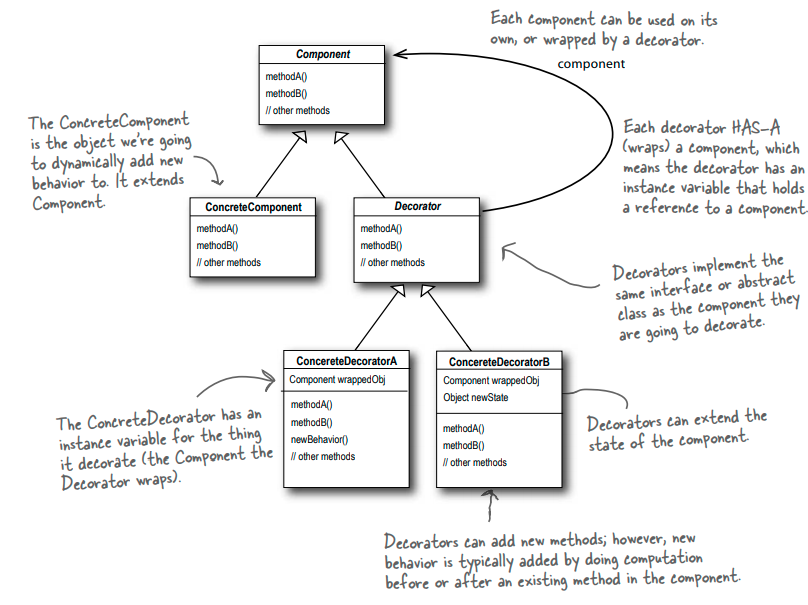 Each component can be used on its
own, or wrapped by a decorator.
component
Component
methodA()
methodB()
// other methods
The ConcreteComponent
is the object we're going
to dynamically add new
behavior to. It extends
Component.
Each decorator HAS-A
(wraps) a component, which
means the decorator has an
instance variable that holds
a reference to a component.
ConcreteComponent
methodA()
methodB()
// other methods
Decorator
methodA()
methodB()
// other methods
Decorators implement the
same interface or abstract
class as the component they
are going to decorate.
ConcereteDecoratorA
Component wrappedObj
methodA()
methodB()
newBehavior()
// other methods
ConcereteDecoratorB
Component wrappedObj
Object newState
methodA()
methodB()
// other methods
The ConcreteDecorator has an
instance variable for the thing
it decorate (the Component the
Decorator wraps).
Decorators can extend the
state of the component.
Decorators can add new methods; however, new
behavior is typically added by doing computation
before or after an existing method in the component.